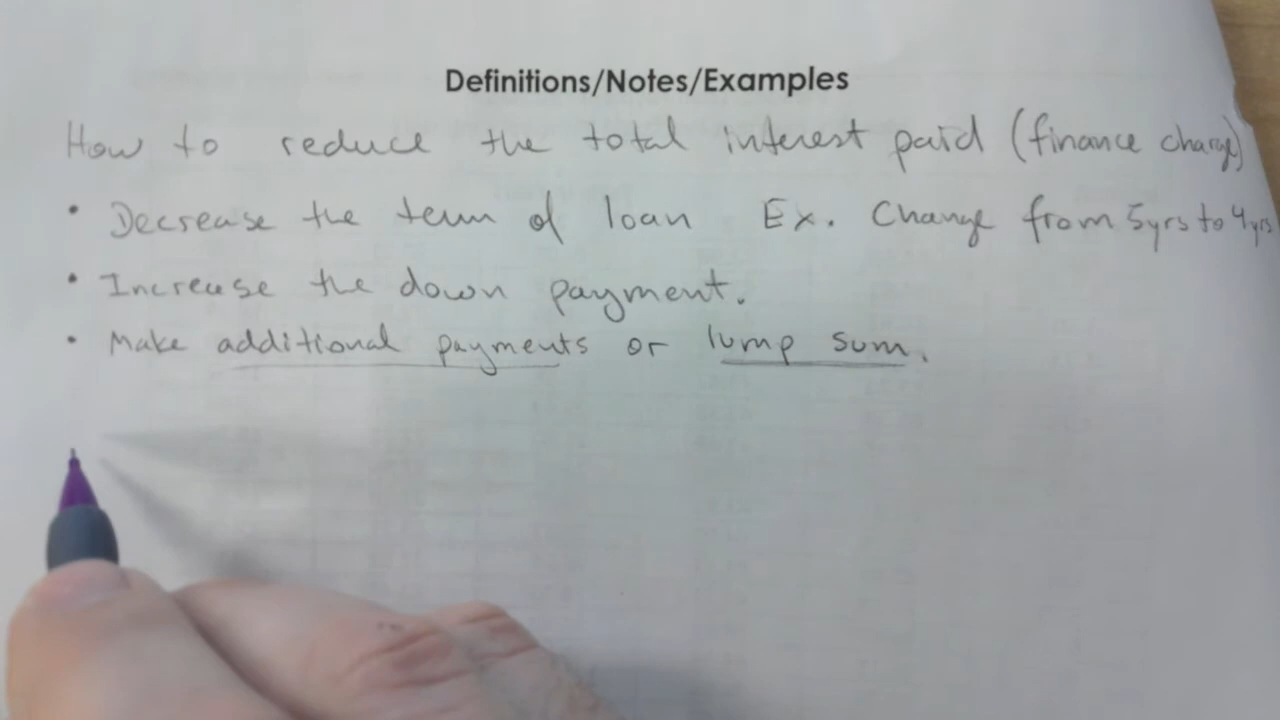 Definitions/Notes/Examples
How to reduce the total interest paid (finance charge)
• Decrease the term of loan Ex. Change from 5yrs to 4yrs
• Increase the down payment.
• Make additional payments or lump sum.